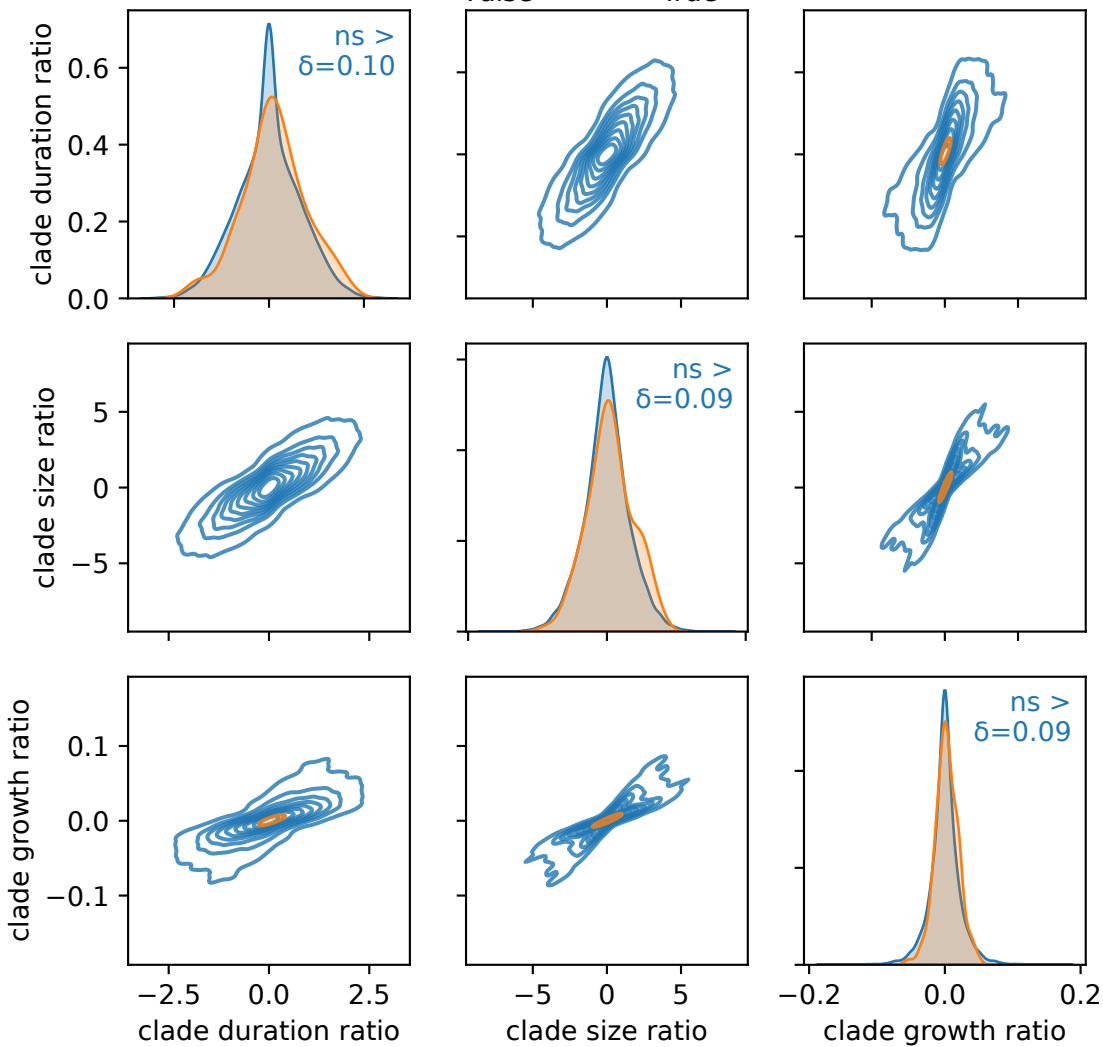 clade duration ratio
0.6
0.4
0.2
0.0
ns >
δ=0.10
clade size ratio
5
0
−5
ns >
δ=0.09
clade growth ratio
0.1
0.0
−0.1
ns >
δ=0.09
−2.5 0.0 2.5
−5 0 5
−0.2 0.0 0.2
clade duration ratio
clade size ratio
clade growth ratio